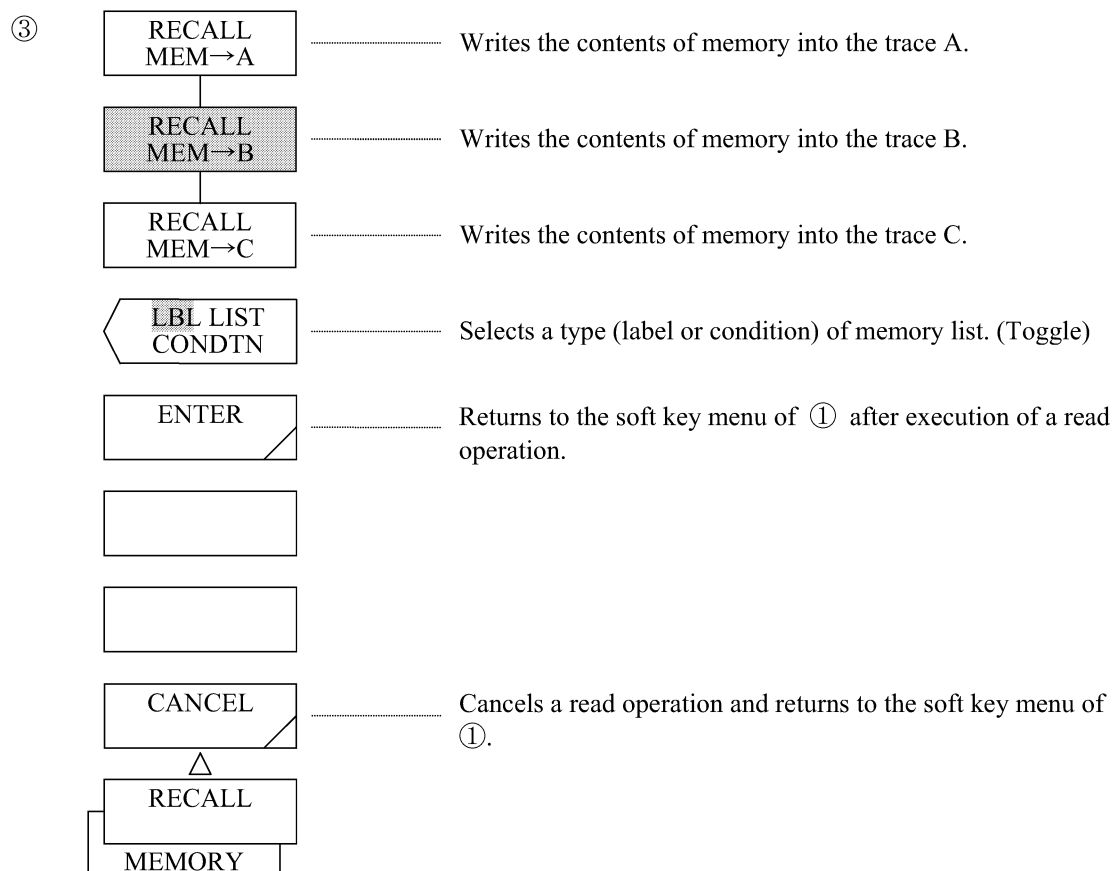 ③
RECALL
MEM→A
Writes the contents of memory into the trace A.
RECALL
MEM→B
Writes the contents of memory into the trace B.
RECALL
MEM→C
Writes the contents of memory into the trace C.
LBL LIST
CONDTN
Selects a type (label or condition) of memory list. (Toggle)
ENTER
Returns to the soft key menu of ① after execution of a read
operation.
CANCEL
Cancels a read operation and returns to the soft key menu of
①.
RECALL
MEMORY